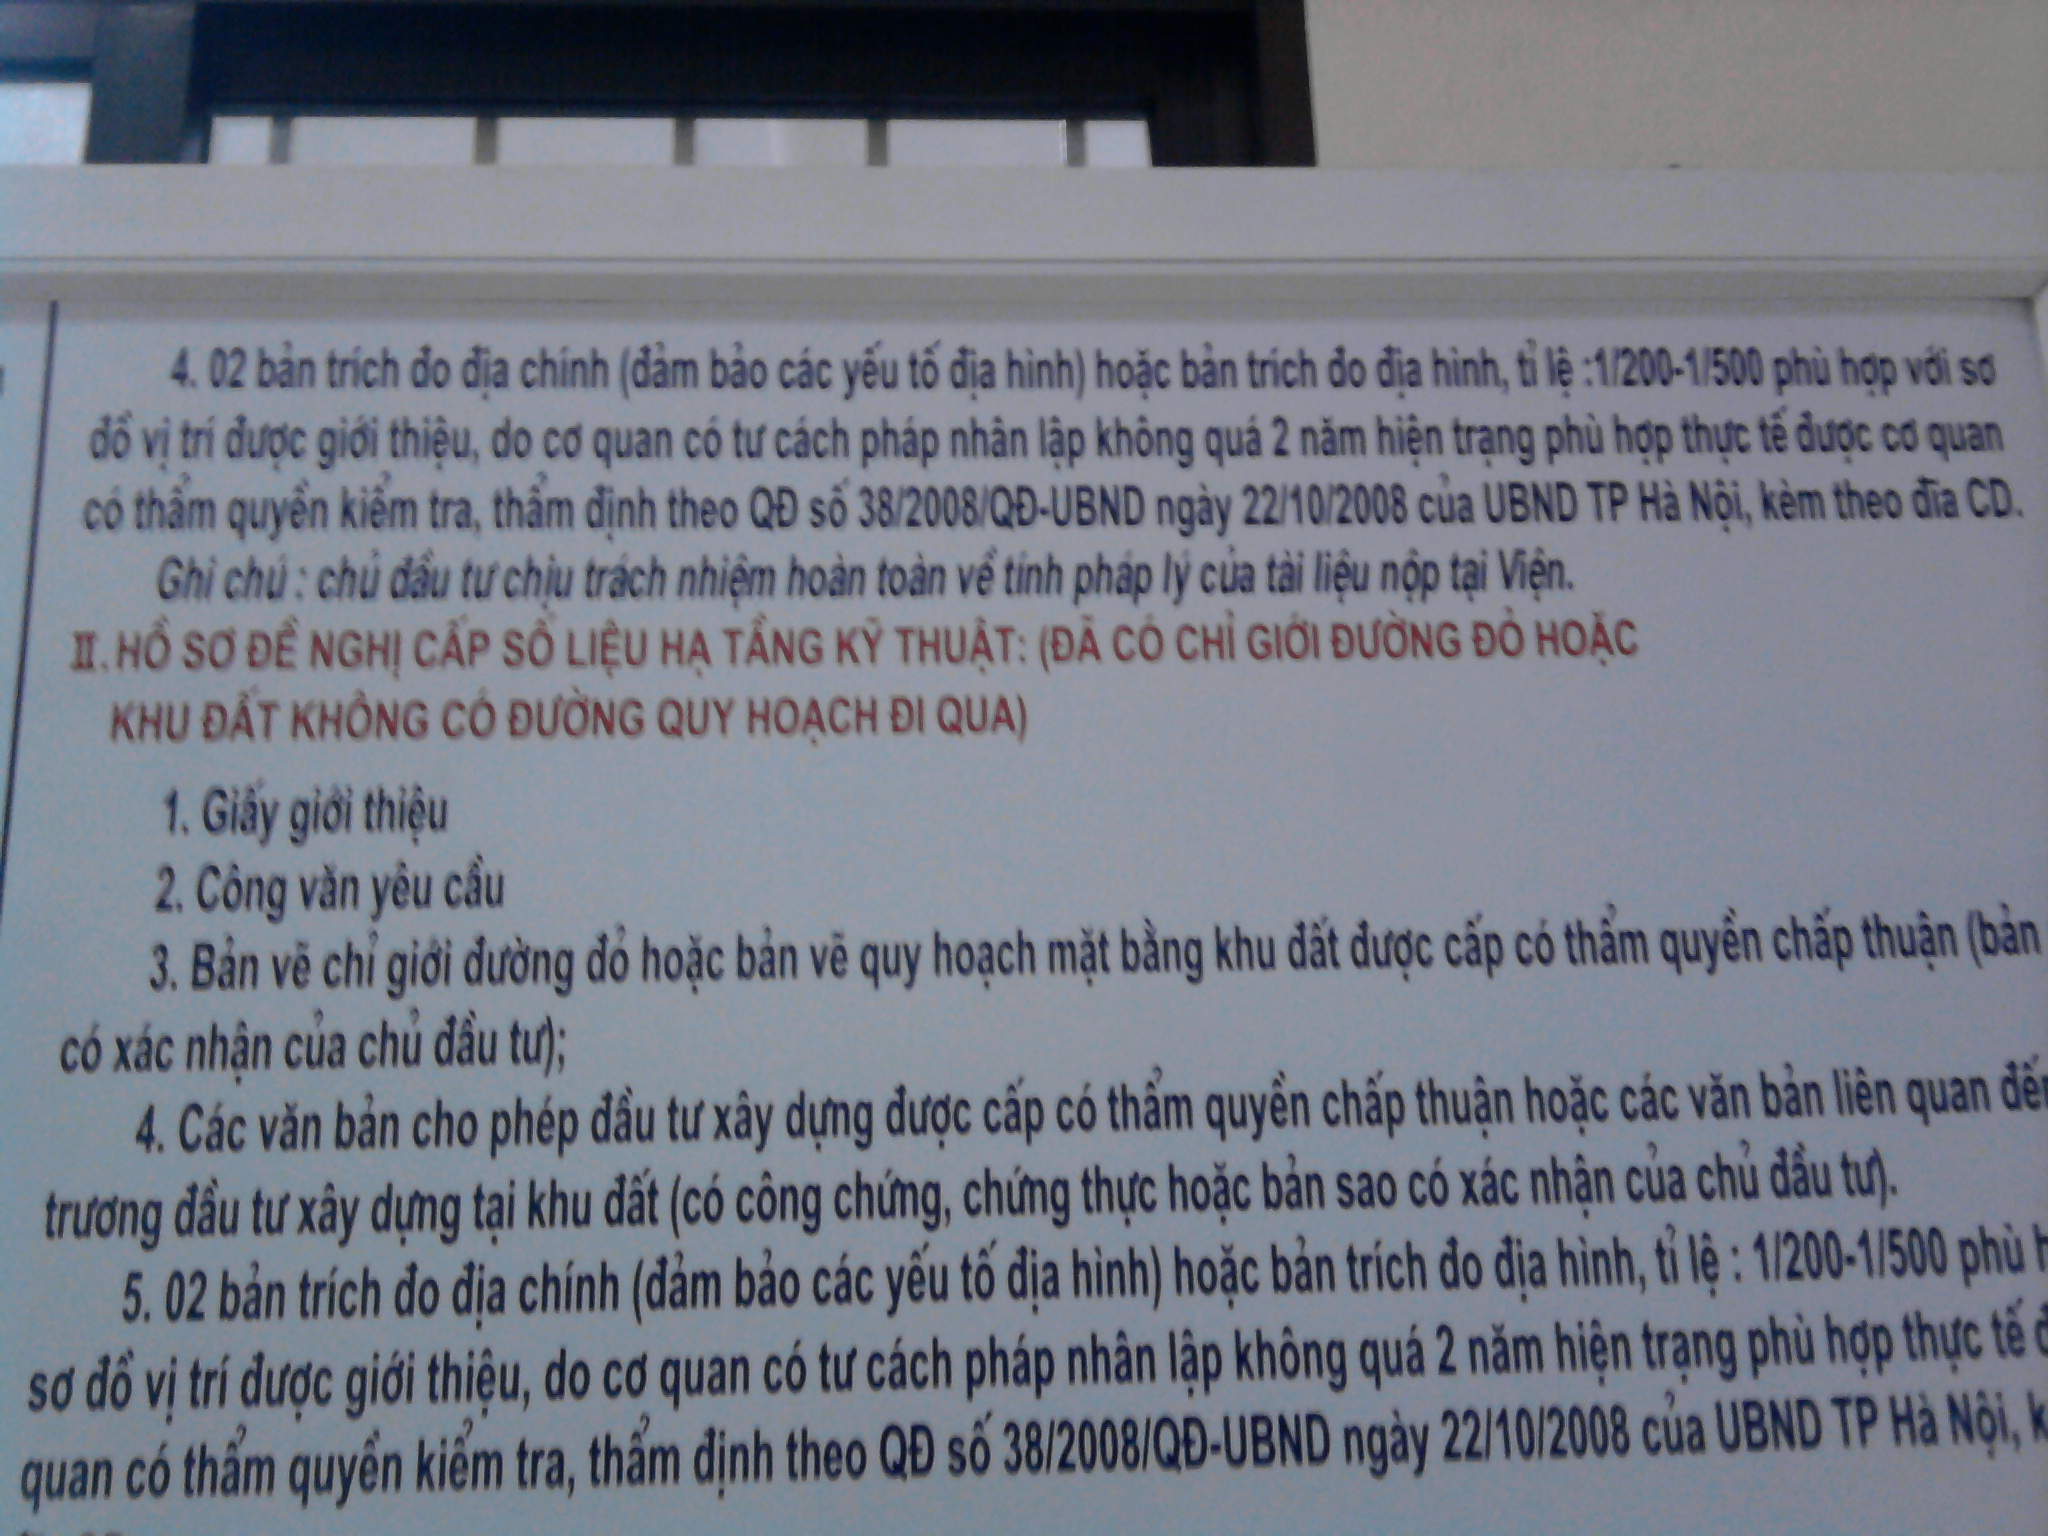 4. 02 bản trích đo địa chính (đảm bảo các yếu tố địa hình) hoặc bản trích đo địa hình, tỉ lệ :1/200-1/500 phù hợp với sơ
đồ vị trí được giới thiệu, do cơ quan có tư cách pháp nhân lập không quá 2 năm hiện trạng phù hợp thực tế được cơ quan
có thẩm quyền kiểm tra, thẩm định theo QĐ số 38/2008/QĐ-UBND ngày 22/10/2008 của UBND TP Hà Nội, kèm theo đĩa CD.
Ghi chú : chủ đầu tư chịu trách nhiệm hoàn toàn về tính pháp lý của tài liệu nộp tại Viện.
II. HỒ SƠ ĐỀ NGHỊ CẤP SỐ LIỆU HẠ TẦNG KỸ THUẬT: (ĐÃ CÓ CHỈ GIỚI ĐƯỜNG ĐỎ HOẶC
KHU ĐẤT KHÔNG CÓ ĐƯỜNG QUY HOẠCH ĐI QUA)
1. Giấy giới thiệu
2. Công văn yêu cầu
3. Bản vẽ chỉ giới đường đỏ hoặc bản vẽ quy hoạch mặt bằng khu đất được cấp có thẩm quyền chấp thuận (bản
có xác nhận của chủ đầu tư);
4. Các văn bản cho phép đầu tư xây dựng được cấp có thẩm quyền chấp thuận hoặc các văn bản liên quan đến
trương đầu tư xây dựng tại khu đất (có công chứng, chứng thực hoặc bản sao có xác nhận của chủ đầu tư).
5. 02 bản trích đo địa chính (đảm bảo các yếu tố địa hình) hoặc bản trích đo địa hình, tỉ lệ : 1/200-1/500 phù
sơ đồ vị trí được giới thiệu, do cơ quan có tư cách pháp nhân lập không quá 2 năm hiện trạng phù hợp thực tế
quan có thẩm quyền kiểm tra, thẩm định theo QĐ số 38/2008/QĐ-UBND ngày 22/10/2008 của UBND TP Hà Nội,